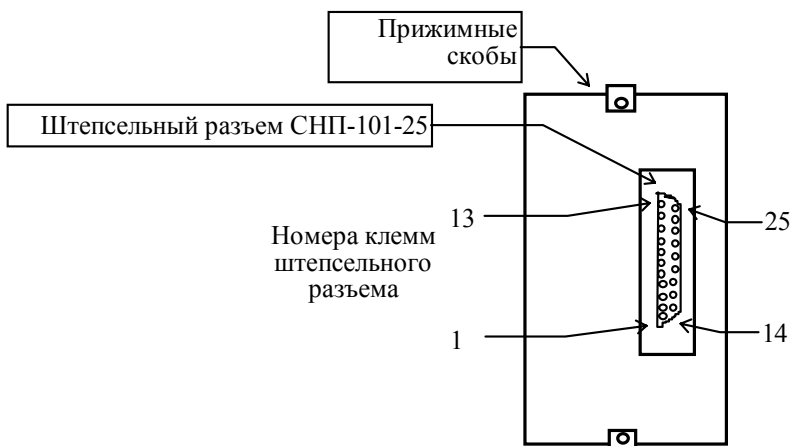 Прижимные
скобы
Штепсельный разъем СНП-101-25
13
25
Номера клемм
штепсельного
разъема
1
14